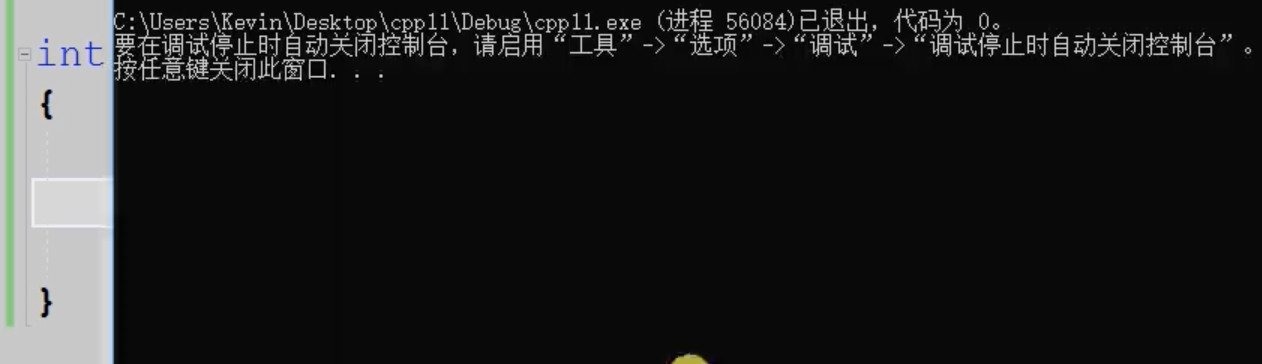 C:\Users\Kevin\Desktop\cpp11\Debug\cpp11.exe (进程 56084)已退出，代码为 0。
int 要在调试停止时自动关闭控制台，请启用“工具”->“选项”->“调试”->“调试停止时自动关闭控制台”。
按任意键关闭此窗口. . .
{
}